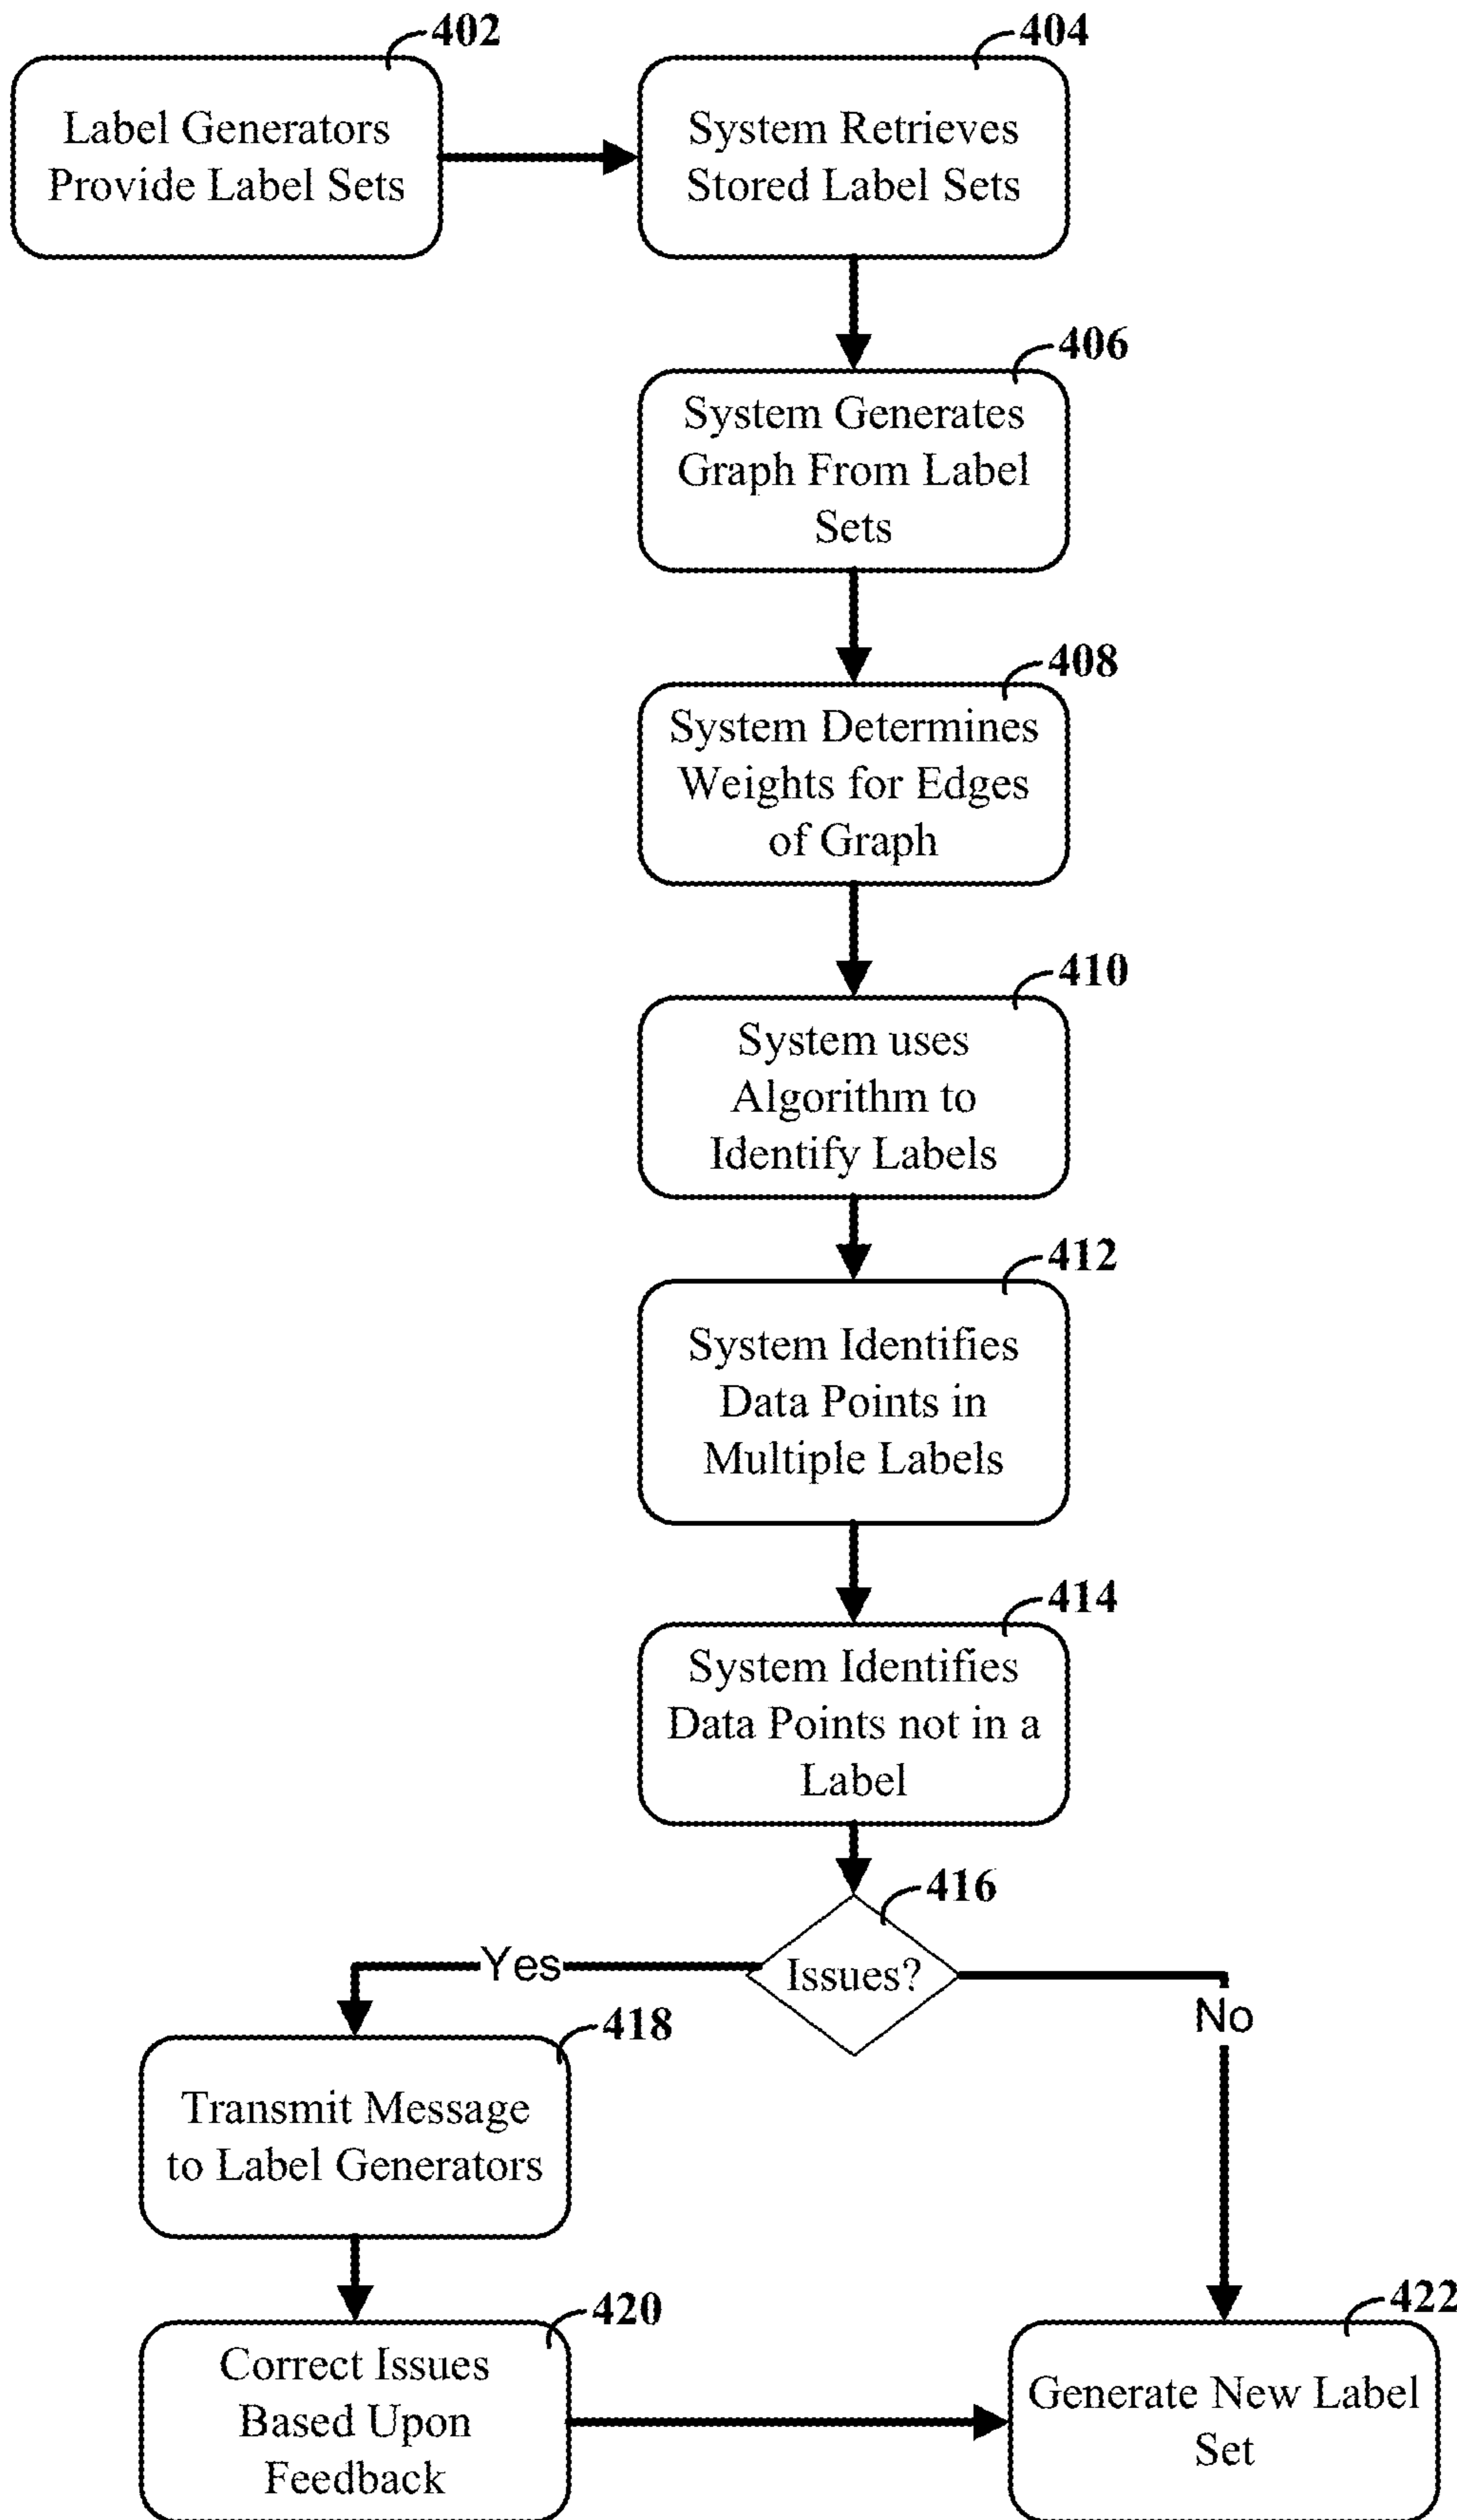 402
Label Generators
Provide Label Sets
404
System Retrieves
Stored Label Sets
406
System Generates
Graph From Label
Sets
408
System Determines
Weights for Edges
of Graph
410
System uses
Algorithm to
Identify Labels
412
System Identifies
Data Points in
Multiple Labels
414
System Identifies
Data Points not in a
Label
416
Issues?
Yes
No
418
Transmit Message
to Label Generators
420
Correct Issues
Based Upon
Feedback
422
Generate New Label
Set